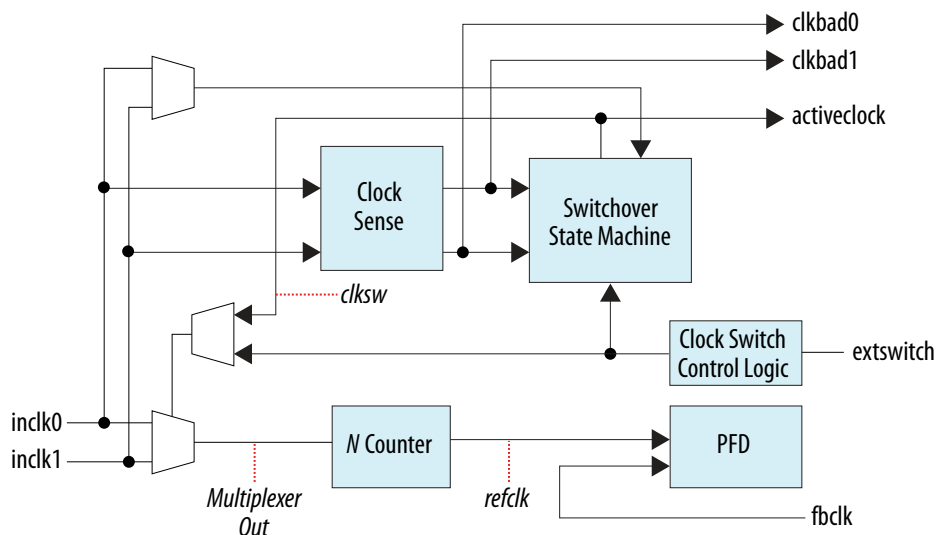 clkbad0
clkbad1
activeclock
Clock
Sense
Switchover
State Machine
clksw
Clock Switch
Control Logic
extswitch
inclk0
inclk1
N Counter
PFD
Multiplexer
Out
refclk
fbclk